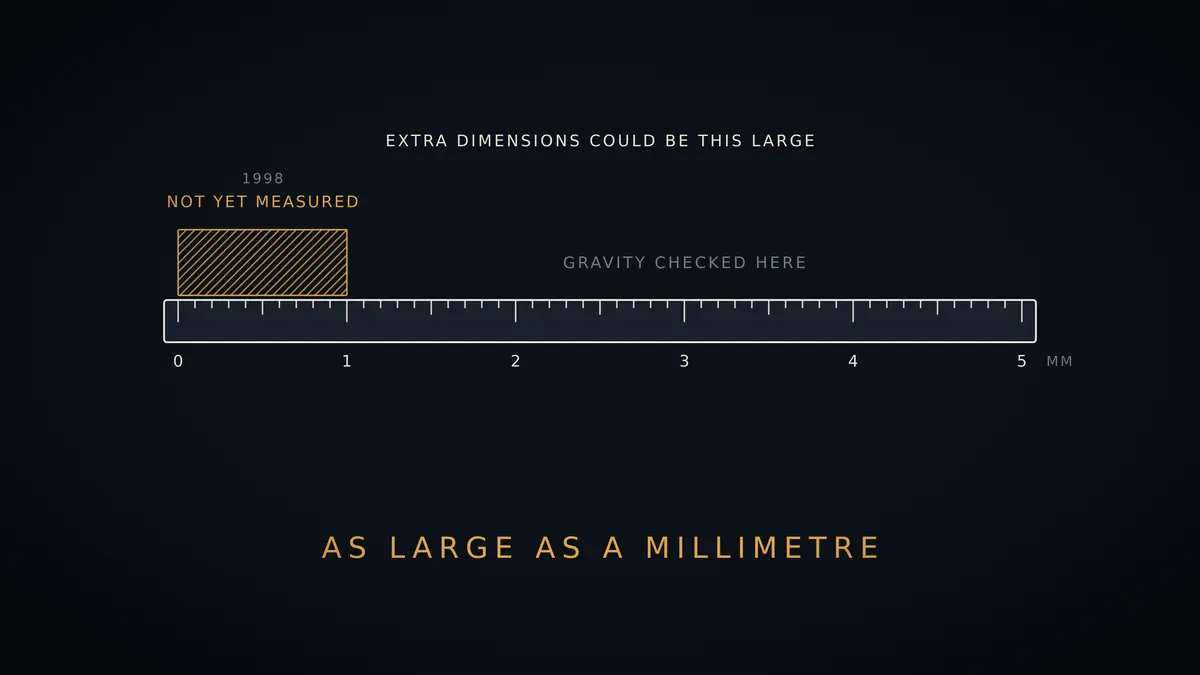 EXTRA DIMENSIONS COULD BE THIS LARGE
1998
NOT YET MEASURED
GRAVITY CHECKED HERE
0 1 2 3 4 5 MM
AS LARGE AS A MILLIMETRE